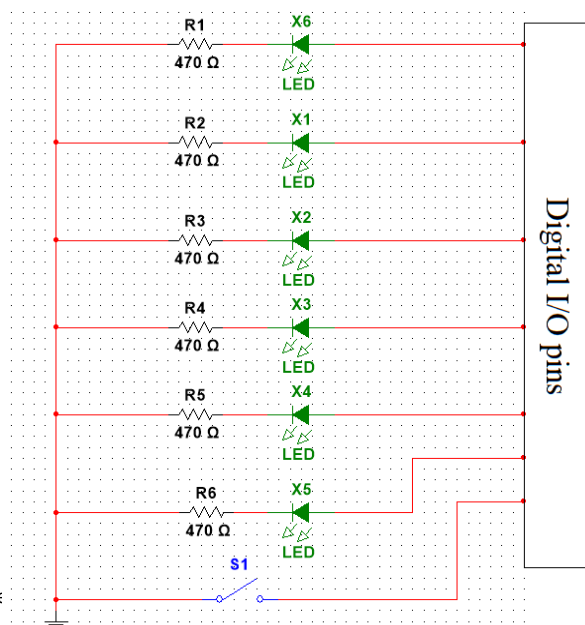 R1
X6
470 Ω
LED
R2
X1
470 Ω
LED
R3
X2
470 Ω
LED
R4
X3
470 Ω
LED
R5
X4
470 Ω
LED
R6
X5
470 Ω
LED
S1
Digital I/O pins